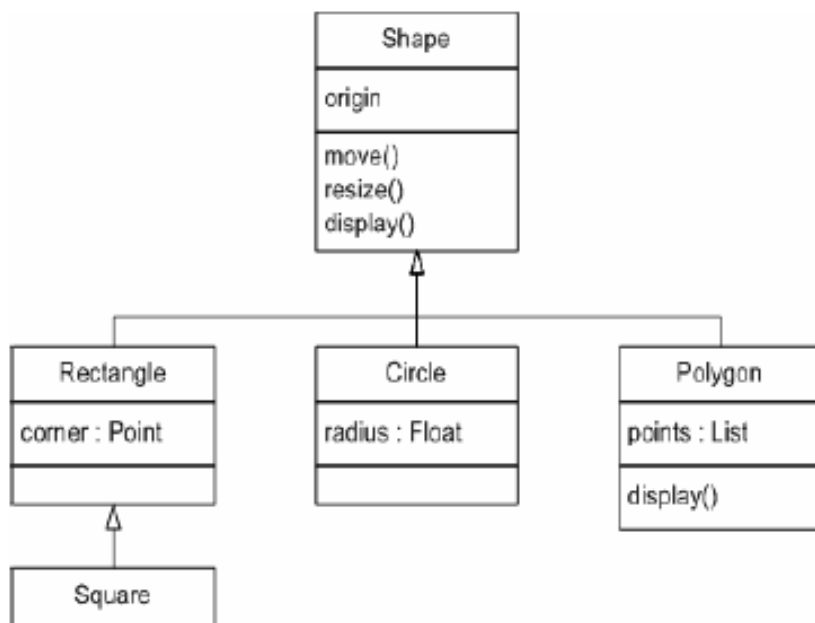 Shape
origin
move()
resize()
display()
Rectangle
corner : Point
Circle
radius : Float
Polygon
points : List
display()
Square